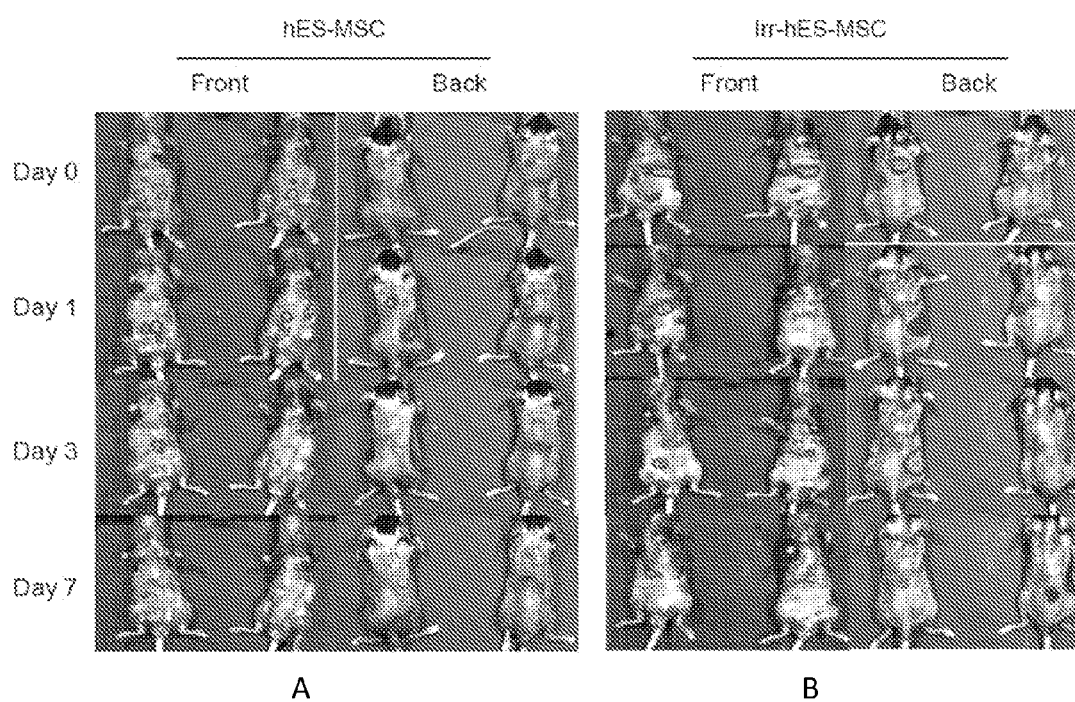 hES-MSC
Irr-hES-MSC
Front
Back
Front
Back
Day 0
Day 1
Day 3
Day 7
A
B